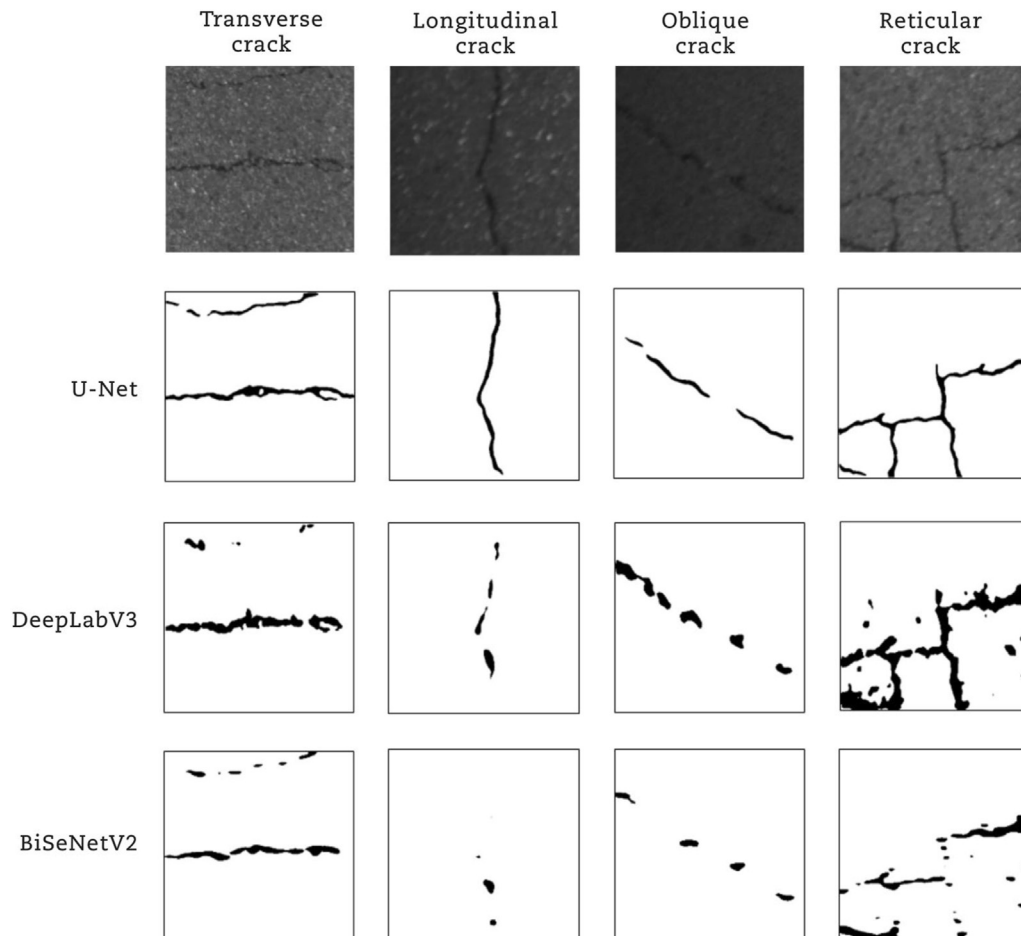 Transverse
crack
Longitudinal
crack
Oblique
crack
Reticular
crack
U-Net
DeepLabV3
BiSeNetV2